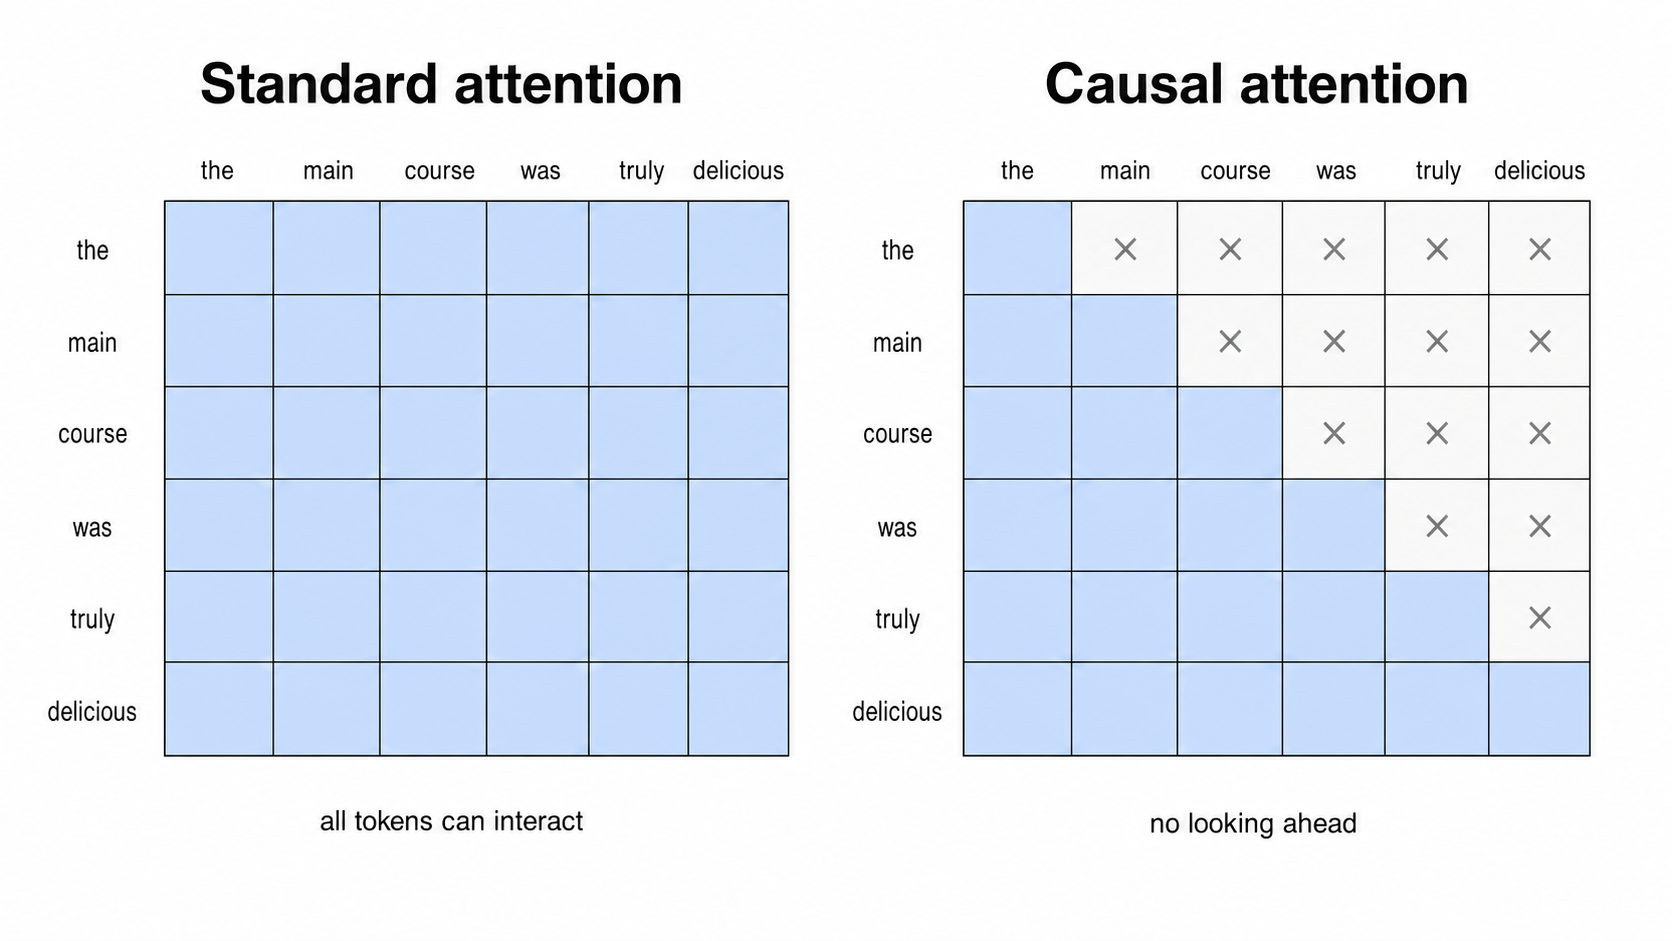 Standard attention
the main course was truly delicious
the
main
course
was
truly
delicious
all tokens can interact
Causal attention
the main course was truly delicious
the
main
course
was
truly
delicious
no looking ahead